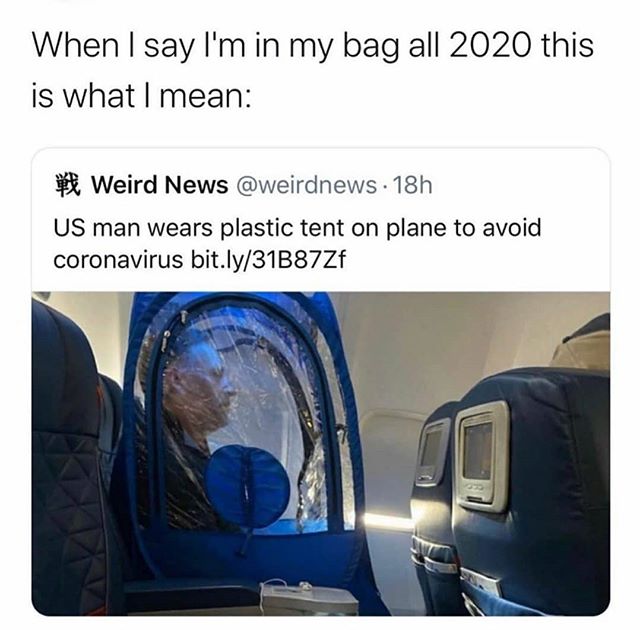 When I say I'm in my bag all 2020 this
is what I mean:
戦 Weird News @weirdnews · 18h
US man wears plastic tent on plane to avoid
coronavirus bit.ly/31B87Zf